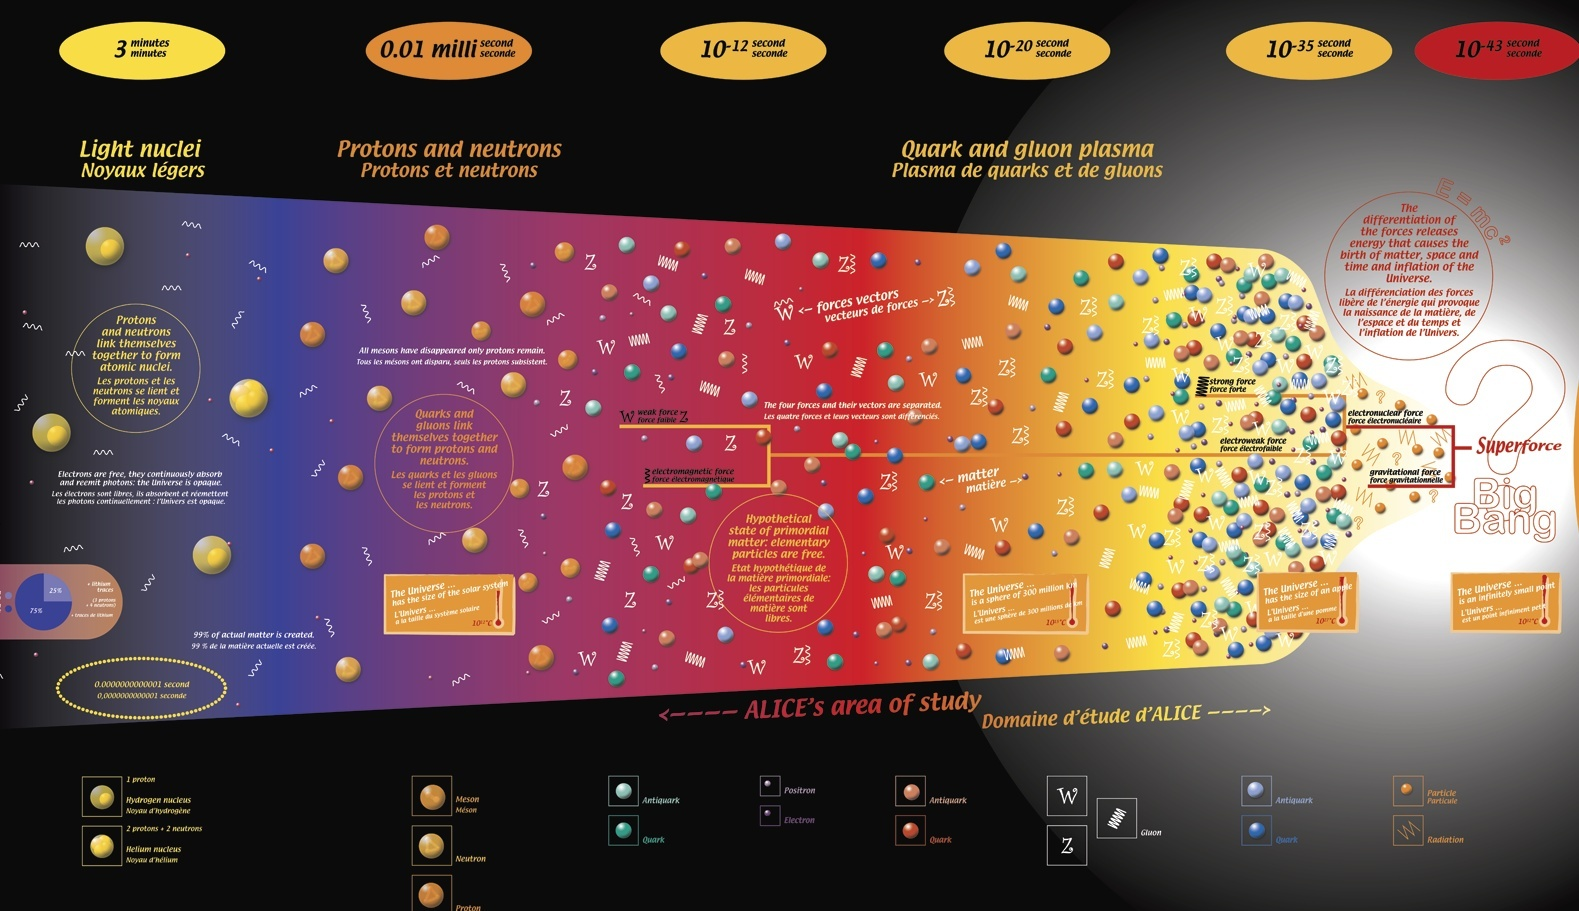 3 minutes
minutes
0.01 milli second
seconde
10-12 second
seconde
10-20 second
seconde
10-35 second
seconde
10-43 second
seconde
Light nuclei
Noyaux légers
Protons and neutrons
Protons et neutrons
Quark and gluon plasma
Plasma de quarks et de gluons
E = mc2
The
differentiation of
the forces releases
energy that causes the
birth of matter, space and
time and inflation of the
Universe.
La différenciation des forces
libère de l'énergie qui provoque
la naissance de la matière, de
l'espace et du temps et
l'inflation de l'Univers.
Protons
and neutrons
link themselves
together to form
atomic nuclei.
Les protons et les
neutrons se lient et
forment les noyaux
atomiques.
All mesons have disappeared only protons remain.
Tous les mésons ont disparu, seuls les protons subsistent.
W <-- forces vectors
vecteurs de forces --> Z
Quarks and
gluons link
themselves together
to form protons and
neutrons.
Les quarks et les gluons
se lient et forment
les protons et
les neutrons.
The four forces and their vectors are separated.
Les quatre forces et leurs vecteurs sont différenciés.
W weak force Z
force faible
electromagnetic force
force électromagnétique
strong force
force forte
electroweak force
force électrofaible
electronuclear force
force électronucléaire
gravitational force
force gravitationnelle
Superforce
?
Big
Bang
<-- matter
matière -->
Electrons are free, they continuously absorb
and reemit photons: the Universe is opaque.
Les électrons sont libres, ils absorbent et réemettent
les photons continuellement : l'Univers est opaque.
Hypothetical
state of primordial
matter: elementary
particles are free.
Etat hypothétique de
la matière primordiale:
les particules
élémentaires de
matière sont
libres.
25%
75%
+ lithium
traces
(3 protons
+ 4 neutrons)
+ traces de lithium
The Universe ...
has the size of the solar system
L'Univers ...
a la taille du système solaire
The Universe ...
is a sphere of 300 million km
L'Univers ...
est une sphère de 300 millions de km
The Universe ...
has the size of an apple
L'Univers ...
a la taille d'une pomme
The Universe ...
is an infinitely small point
L'Univers ...
est un point infiniment petit
99% of actual matter is created.
99 % de la matière actuelle est créée.
0.0000000000001 second
0,0000000000001 seconde
<---- ALICE's area of study
Domaine d'étude d'ALICE ---->
1 proton
Hydrogen nucleus
Noyau d'hydrogène
2 protons + 2 neutrons
Helium nucleus
Noyau d'hélium
Meson
Méson
Neutron
Proton
Antiquark
Quark
Positron
Electron
Antiquark
Quark
W
Z
Gluon
Antiquark
Quark
Particle
Particule
Radiation